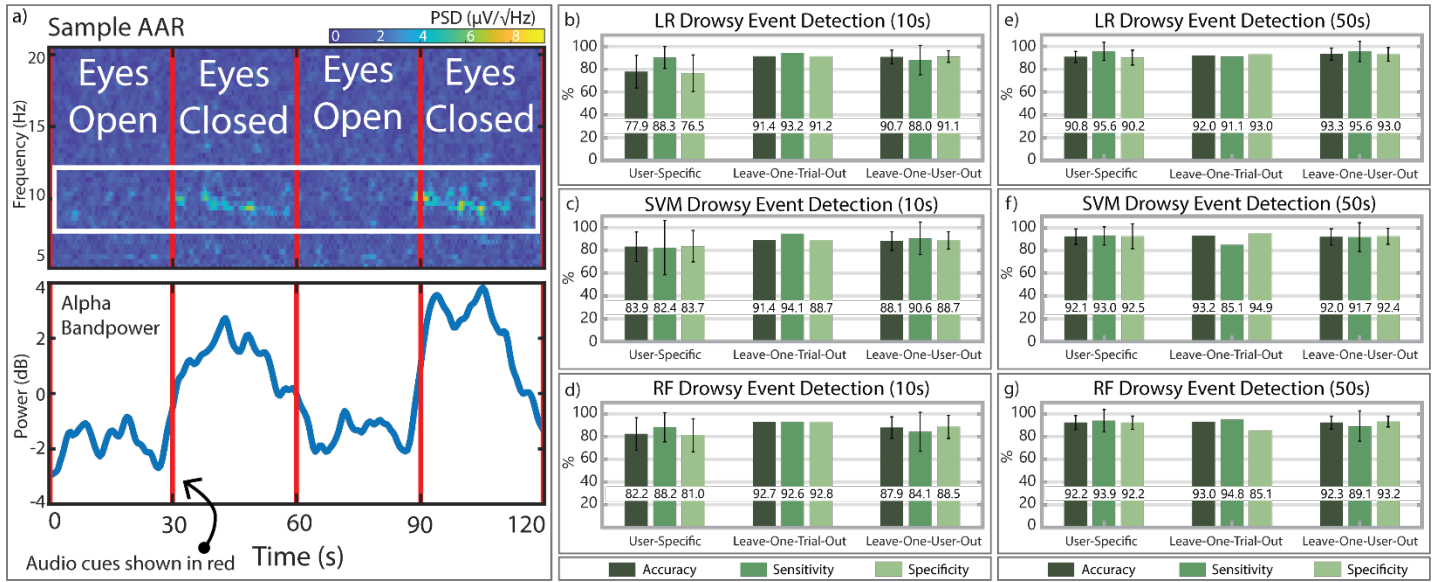 a)
Sample AAR
PSD (µV/√Hz)
0 2 4 6 8
Frequency (Hz)
20
15
10
5
Eyes Open
Eyes Closed
Eyes Open
Eyes Closed
Alpha
Bandpower
Power (dB)
4
2
0
-2
-4
0 30 60 90 120
Time (s)
Audio cues shown in red
b) LR Drowsy Event Detection (10s)
%
100
80
60
40
20
0
77.9 88.3 76.5 91.4 93.2 91.2 90.7 88.0 91.1
User-Specific Leave-One-Trial-Out Leave-One-User-Out
c) SVM Drowsy Event Detection (10s)
%
100
80
60
40
20
0
83.9 82.4 83.7 91.4 94.1 88.7 88.1 90.6 88.7
User-Specific Leave-One-Trial-Out Leave-One-User-Out
d) RF Drowsy Event Detection (10s)
%
100
80
60
40
20
0
82.2 88.2 81.0 92.7 92.6 92.8 87.9 84.1 88.5
User-Specific Leave-One-Trial-Out Leave-One-User-Out
Accuracy Sensitivity Specificity
e) LR Drowsy Event Detection (50s)
%
100
80
60
40
20
0
90.8 95.6 90.2 92.0 91.1 93.0 93.3 95.6 93.0
User-Specific Leave-One-Trial-Out Leave-One-User-Out
f) SVM Drowsy Event Detection (50s)
%
100
80
60
40
20
0
92.1 93.0 92.5 93.2 85.1 94.9 92.0 91.7 92.4
User-Specific Leave-One-Trial-Out Leave-One-User-Out
g) RF Drowsy Event Detection (50s)
%
100
80
60
40
20
92.2 93.9 92.2 93.0 94.8 85.1 92.3 89.1 93.2
User-Specific Leave-One-Trial-Out Leave-One-User-Out
Accuracy Sensitivity Specificity